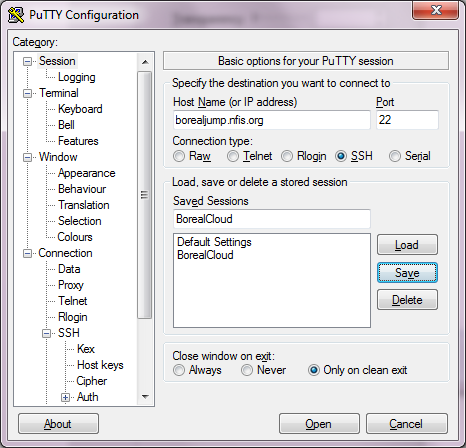 PuTTY Configuration
Category:
Session
Logging
Terminal
Keyboard
Bell
Features
Window
Appearance
Behaviour
Translation
Selection
Colours
Connection
Data
Proxy
Telnet
Rlogin
SSH
Kex
Host keys
Cipher
Auth
Basic options for your PuTTY session
Specify the destination you want to connect to
Host Name (or IP address) Port
borealjump.nfis.org 22
Connection type:
Raw Telnet Rlogin SSH Serial
Load, save or delete a stored session
Saved Sessions
BorealCloud
Default Settings
BorealCloud
Load
Save
Delete
Close window on exit:
Always Never Only on clean exit
About Open Cancel